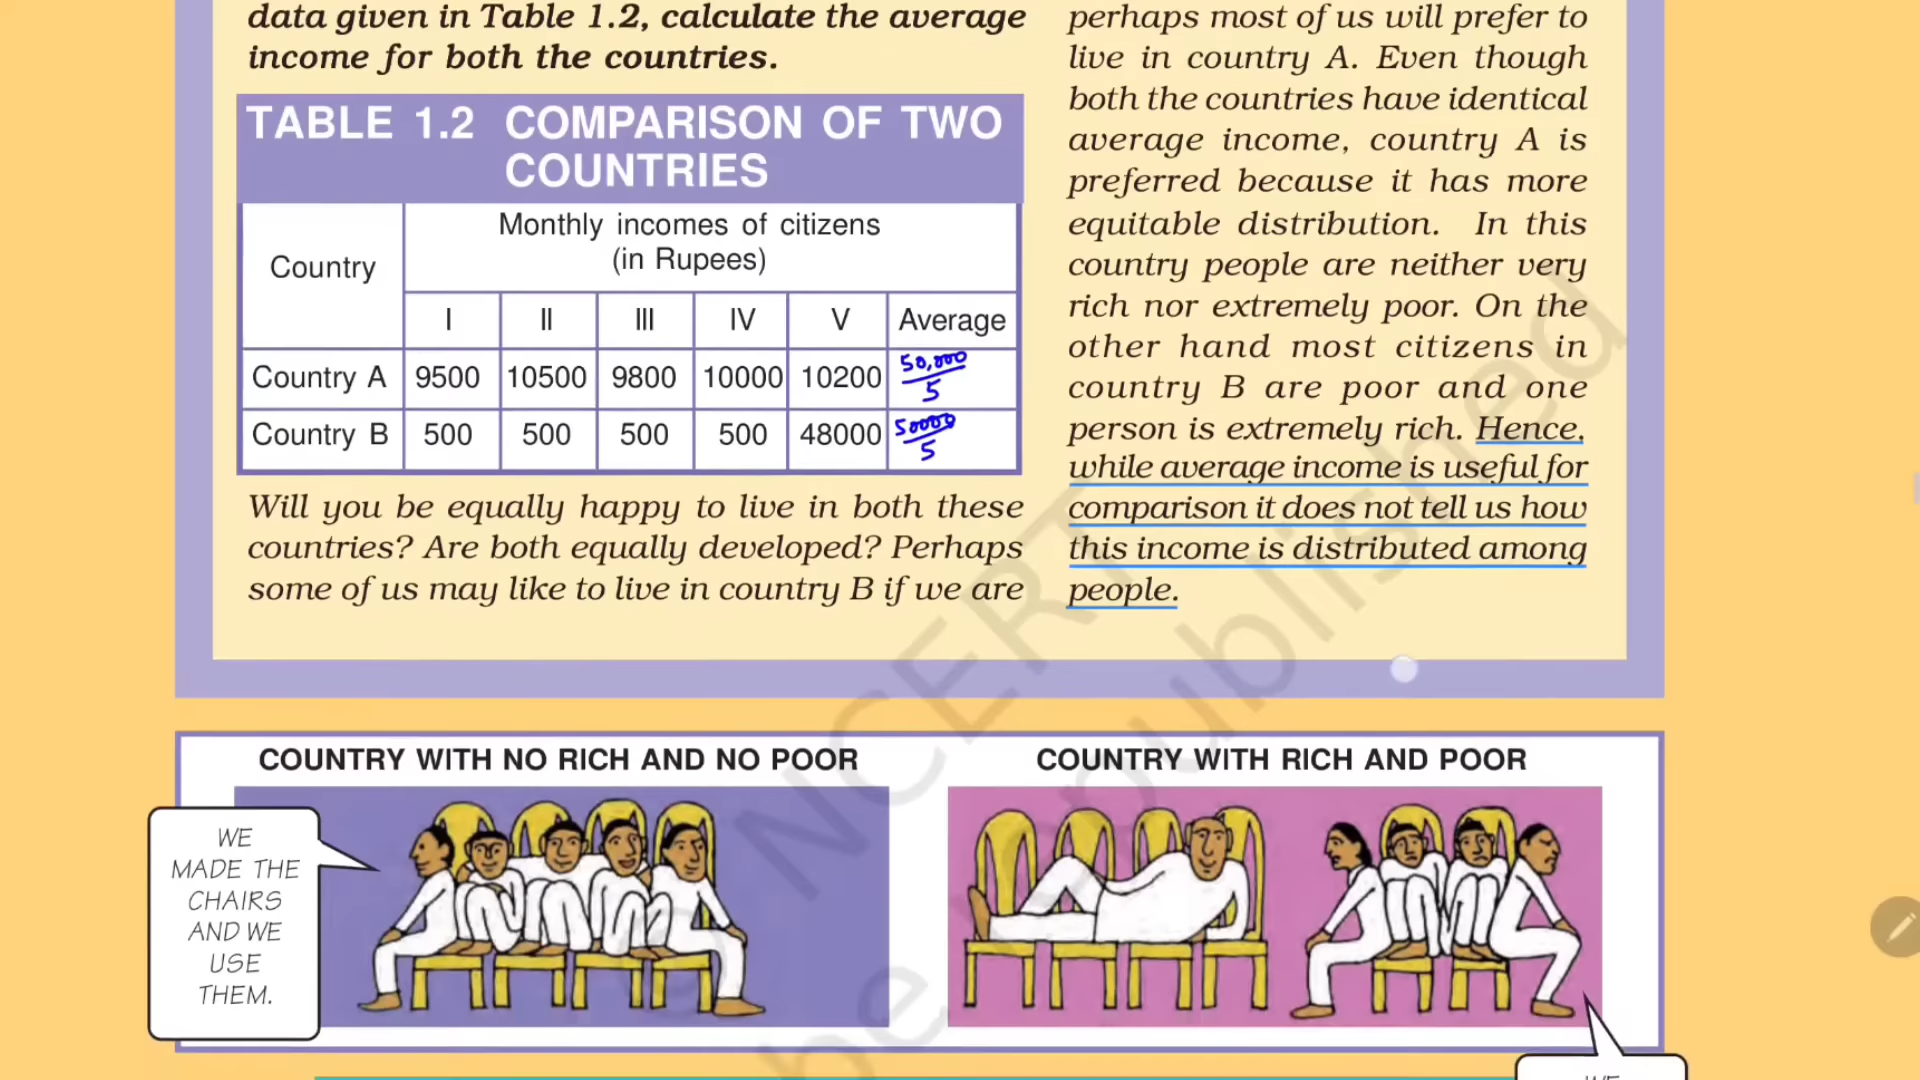 data given in Table 1.2, calculate the average
income for both the countries.
TABLE 1.2 COMPARISON OF TWO
COUNTRIES
Country
Monthly incomes of citizens
(in Rupees)
I II III IV V Average
Country A 9500 10500 9800 10000 10200 50,000/5
Country B 500 500 500 500 48000 50000/5
Will you be equally happy to live in both these
countries? Are both equally developed? Perhaps
some of us may like to live in country B if we are
perhaps most of us will prefer to
live in country A. Even though
both the countries have identical
average income, country A is
preferred because it has more
equitable distribution. In this
country people are neither very
rich nor extremely poor. On the
other hand most citizens in
country B are poor and one
person is extremely rich. Hence,
while average income is useful for
comparison it does not tell us how
this income is distributed among
people.
© NCERT
be published
COUNTRY WITH NO RICH AND NO POOR
WE
MADE THE
CHAIRS
AND WE
USE
THEM.
COUNTRY WITH RICH AND POOR
WE